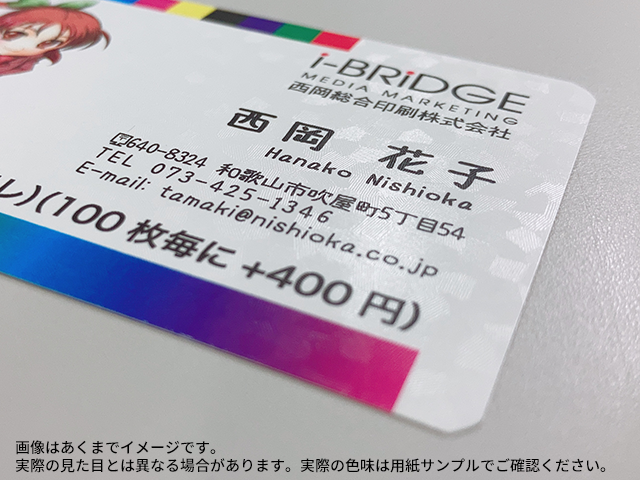 i-BRiDGE
MEDIA MARKETING
西岡総合印刷株式会社
西岡 花子
Hanako Nishioka
〒640-8324 和歌山市吹屋町5丁目54
TEL 073-425-1346
E-mail: tamaki@nishioka.co.jp
レ)(100枚毎に +400円)
画像はあくまでイメージです。
実際の見た目とは異なる場合があります。実際の色味は用紙サンプルでご確認ください。